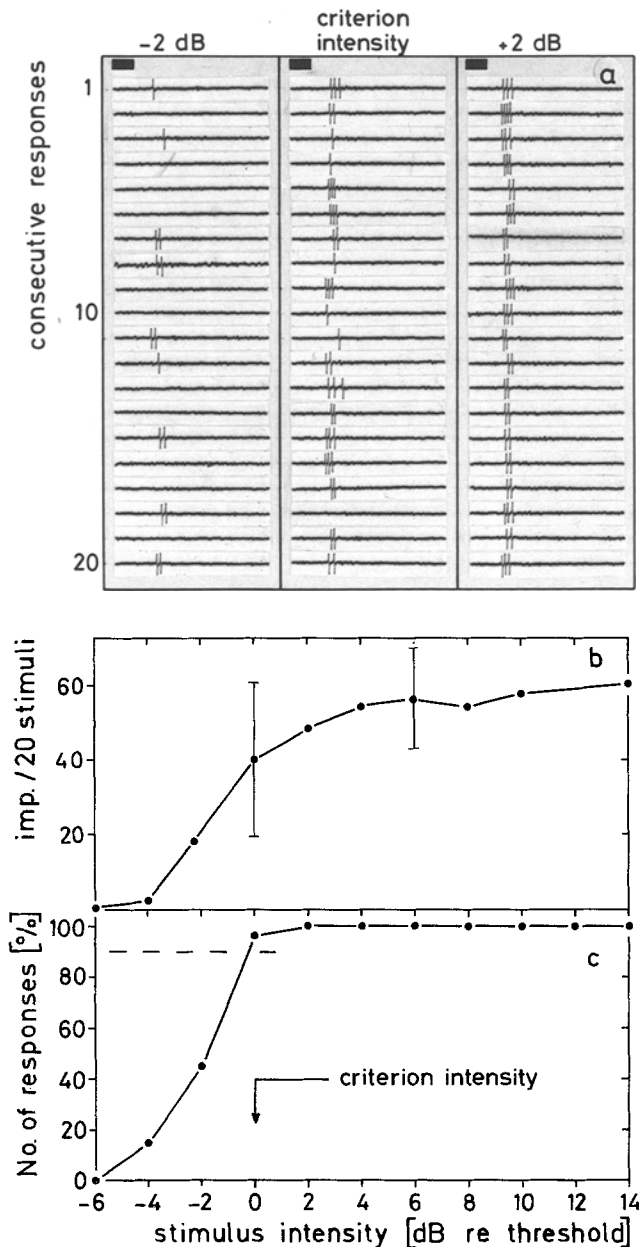 -2 dB
criterion
intensity
+2 dB
a
consecutive responses
1
10
20
b
imp. / 20 stimuli
60
40
20
c
No. of responses [%]
100
80
60
40
20
0
criterion intensity
-6 -4 -2 0 2 4 6 8 10 12 14
stimulus intensity [dB re threshold]